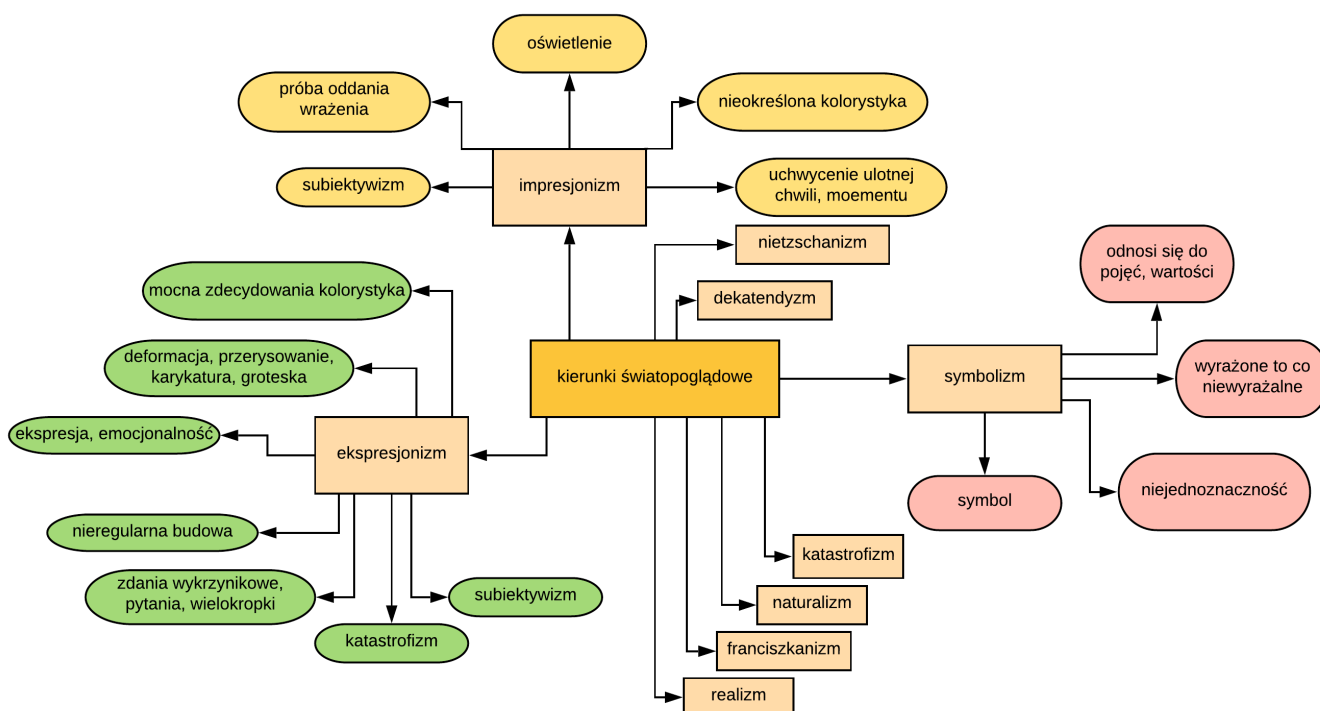 oświetlenie
próba oddania
wrażenia
nieokreślona kolorystyka
subiektywizm
impresjonizm
uchwycenie ulotnej
chwili, moementu
nietzschanizm
odnosi się do
pojęć, wartości
mocna zdecydowania kolorystyka
dekatendyzm
deformacja, przerysowanie,
karykatura, groteska
kierunki światopoglądowe
symbolizm
wyrażone to co
niewyrażalne
ekspresja, emocjonalność
ekspresjonizm
symbol
niejednoznaczność
nieregularna budowa
katastrofizm
zdania wykrzynikowe,
pytania, wielokropki
subiektywizm
naturalizm
katastrofizm
franciszkanizm
realizm